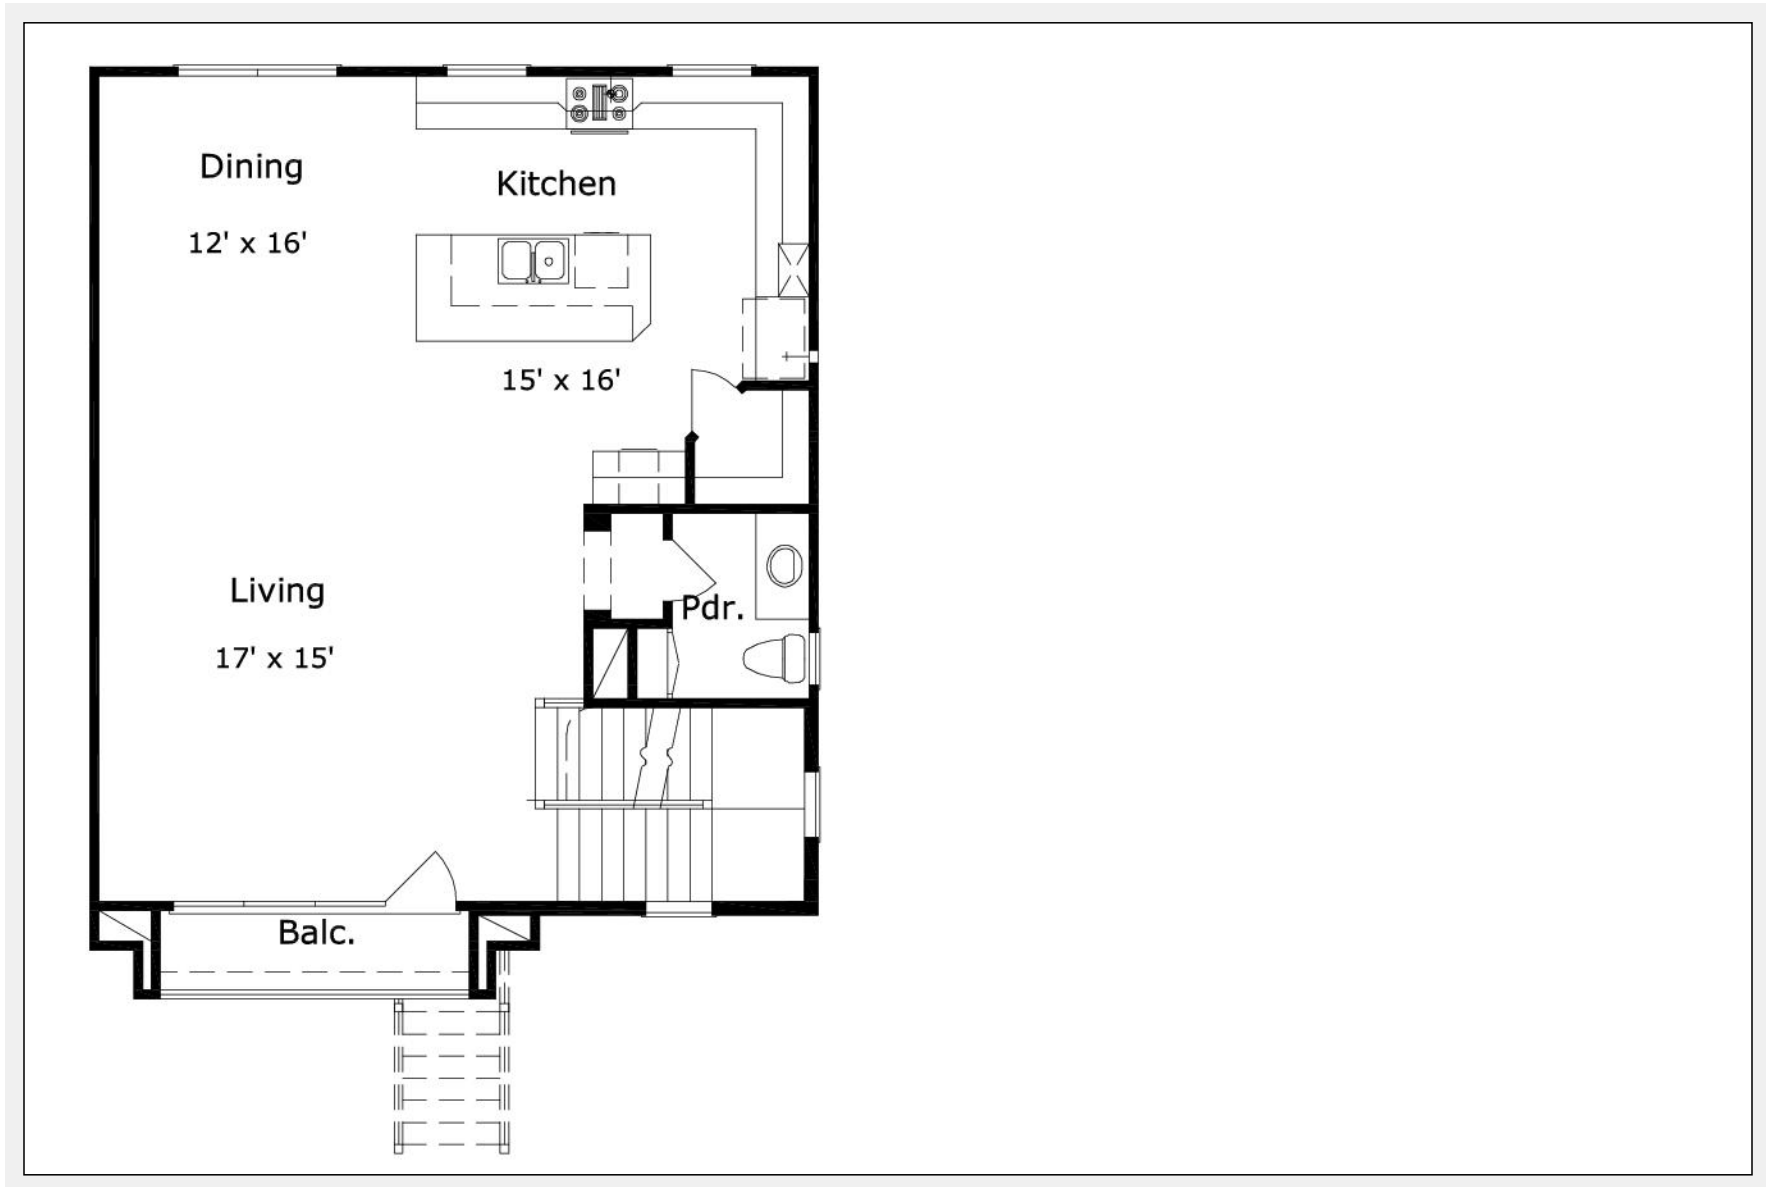 Dining
12' x 16'
Kitchen
15' x 16'
Living
17' x 15'
Pdr.
Balc.